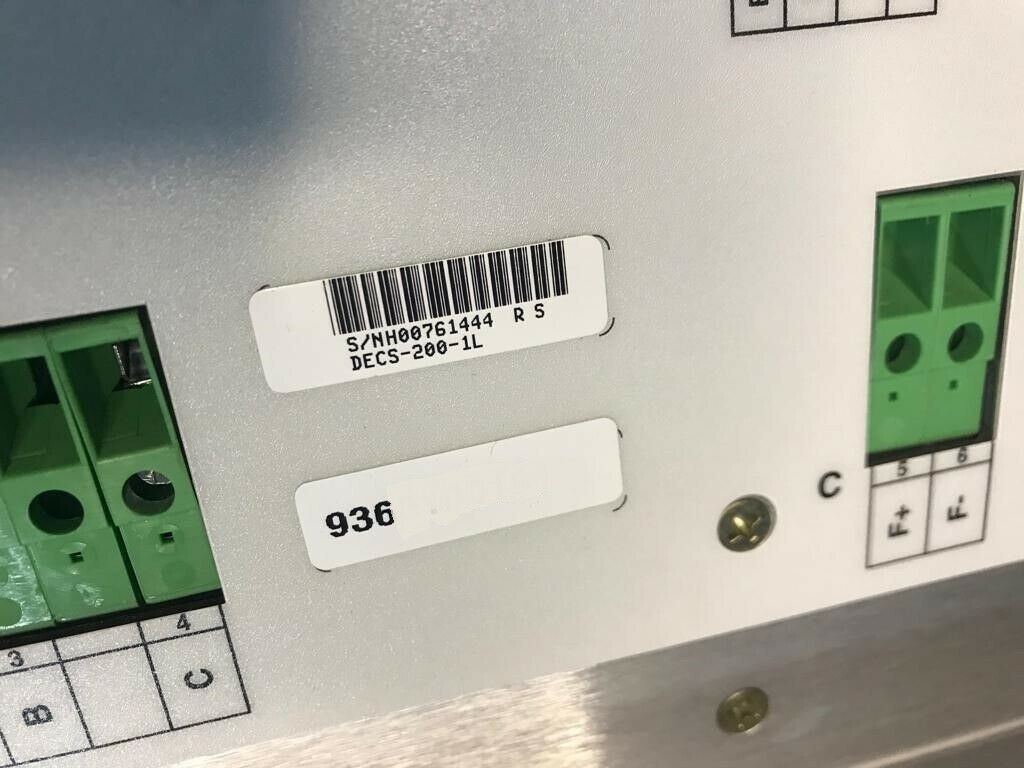 S/NH00761444 R S
DECS-200-1L
936
C
5 6
F+ F-
3 4
B C